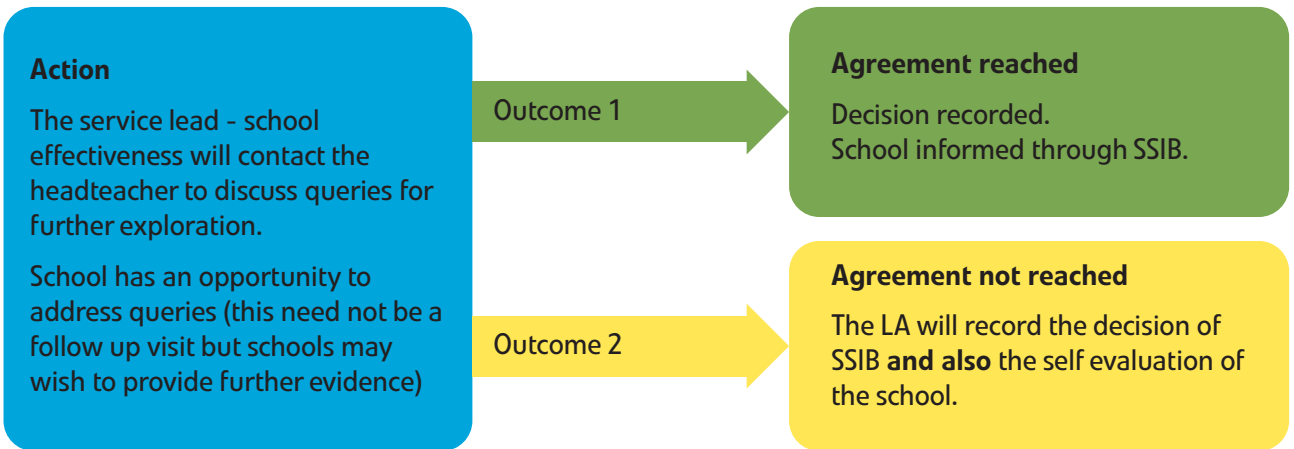 Action
The service lead - school
effectiveness will contact the
headteacher to discuss queries for
further exploration.
School has an opportunity to
address queries (this need not be a
follow up visit but schools may
wish to provide further evidence)
Outcome 1
Agreement reached
Decision recorded.
School informed through SSIB.
Outcome 2
Agreement not reached
The LA will record the decision of
SSIB and also the self evaluation of
the school.